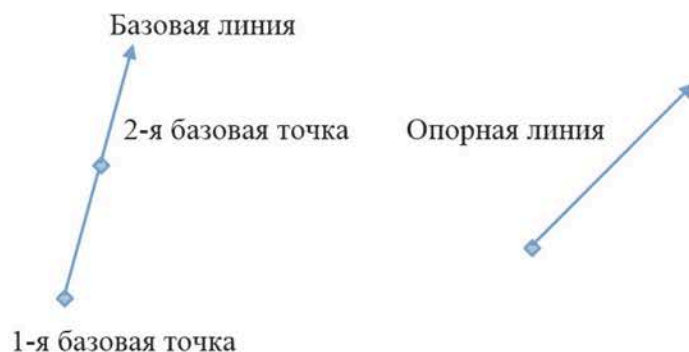 Базовая линия
2-я базовая точка
Опорная линия
1-я базовая точка